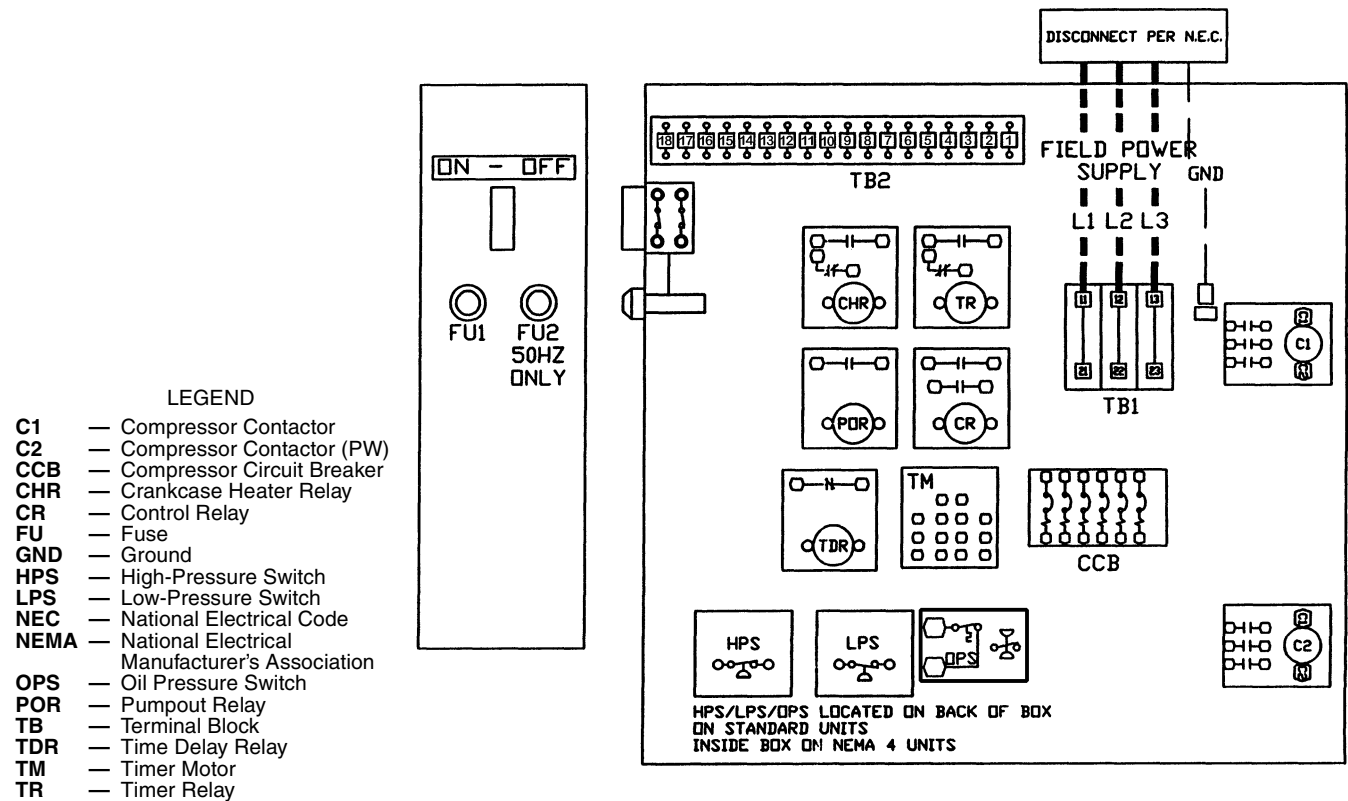 DISCONNECT PER N.E.C.
ON - OFF
18 17 16 15 14 13 12 11 10 9 8 7 6 5 4 3 2 1
TB2
FIELD POWER
SUPPLY
GND
L1 L2 L3
CHR
TR
11 12 13
FU1
FU2
50HZ
ONLY
C1
21 22 23
TB1
POR
CR
TM
TDR
CCB
HPS
LPS
OPS
C2
HPS/LPS/OPS LOCATED ON BACK OF BOX
ON STANDARD UNITS
INSIDE BOX ON NEMA 4 UNITS
LEGEND
C1 — Compressor Contactor
C2 — Compressor Contactor (PW)
CCB — Compressor Circuit Breaker
CHR — Crankcase Heater Relay
CR — Control Relay
FU — Fuse
GND — Ground
HPS — High-Pressure Switch
LPS — Low-Pressure Switch
NEC — National Electrical Code
NEMA — National Electrical
Manufacturer's Association
OPS — Oil Pressure Switch
POR — Pumpout Relay
TB — Terminal Block
TDR — Time Delay Relay
TM — Timer Motor
TR — Timer Relay